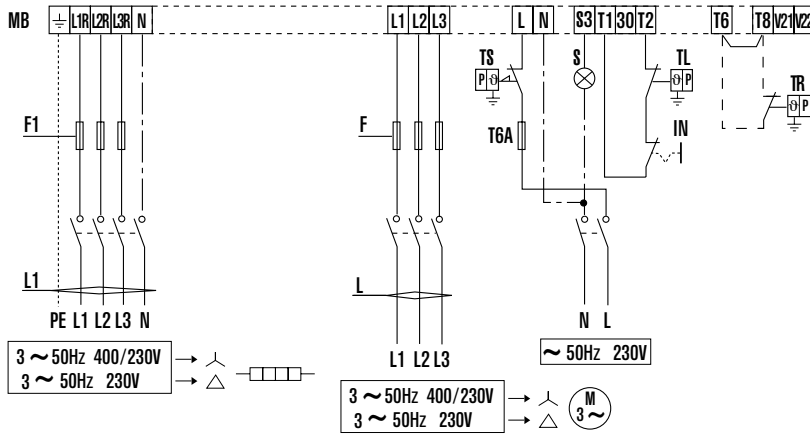 MB L1R L2R L3R N L1 L2 L3 L N S3 T1 30 T2 T6 T8 V21 V22
TS S TL
P ϑ ϑ P
TR
ϑ P
F1 F T6A IN
L1 L
PE L1 L2 L3 N N L
L1 L2 L3
3 ~ 50Hz 400/230V
3 ~ 50Hz 230V
~ 50Hz 230V
3 ~ 50Hz 400/230V
3 ~ 50Hz 230V
M
3 ~